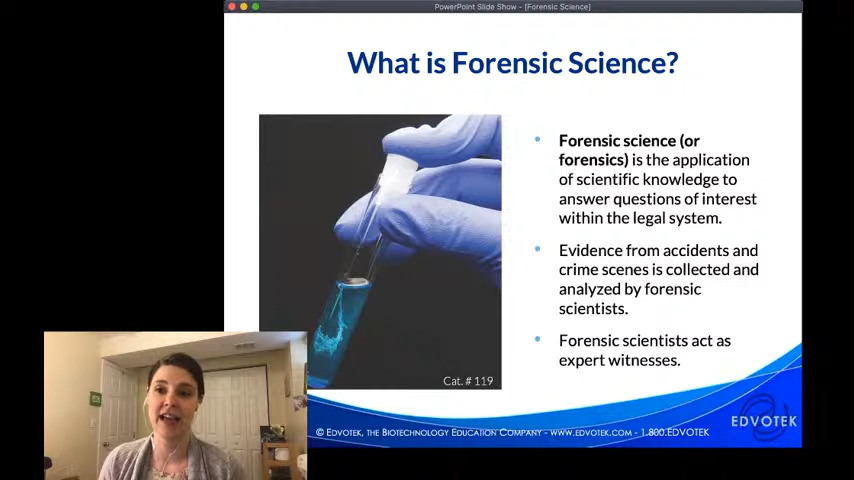 PowerPoint Slide Show - [Forensic Science]
What is Forensic Science?
Forensic science (or
forensics) is the application
of scientific knowledge to
answer questions of interest
within the legal system.
Evidence from accidents and
crime scenes is collected and
analyzed by forensic
scientists.
Forensic scientists act as
expert witnesses.
Cat. # 119
© EDVOTEK, THE BIOTECHNOLOGY EDUCATION COMPANY - WWW.EDVOTEK.COM - 1.800.EDVOTEK
EDVOTEK